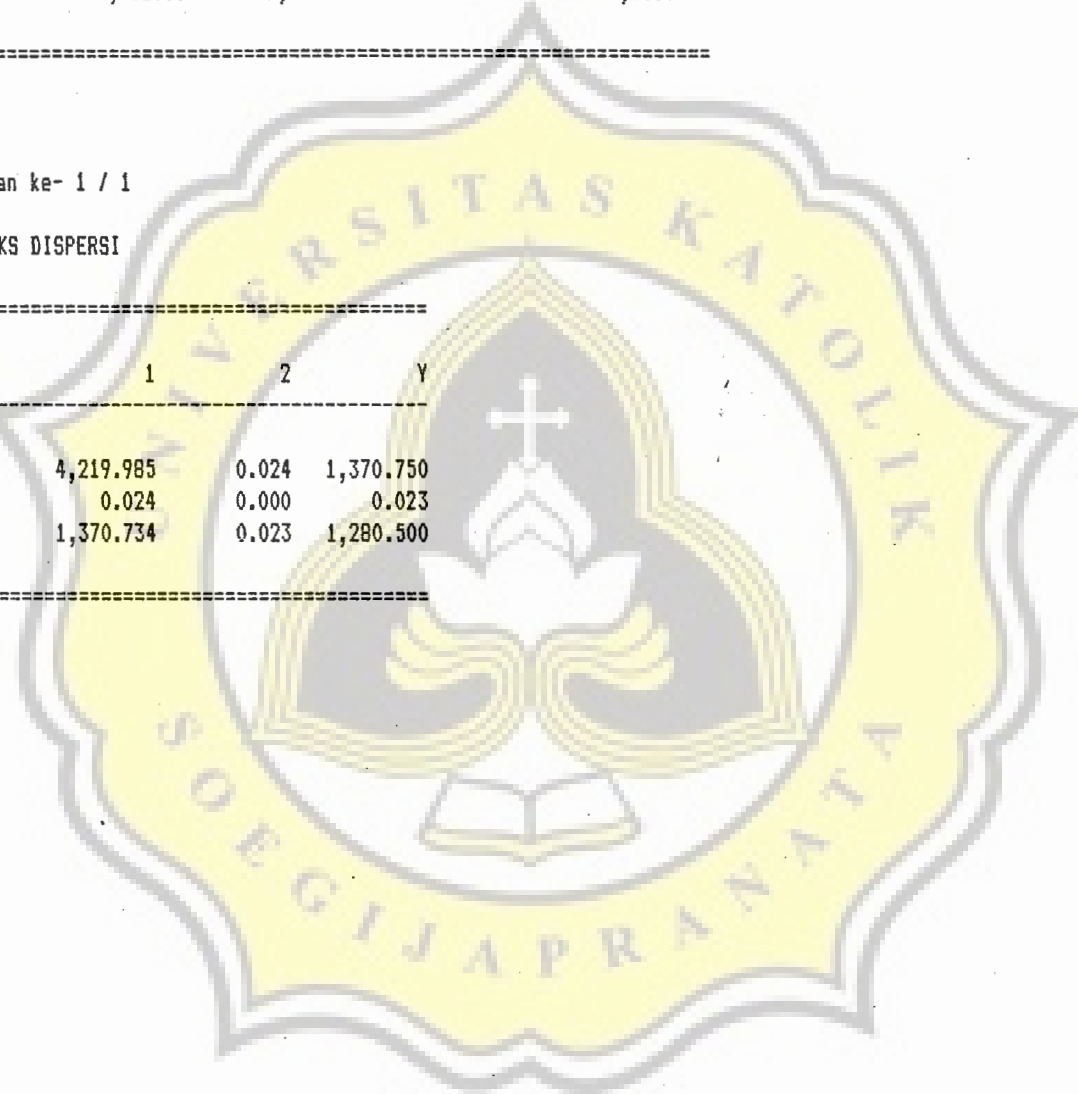 an ke- 1 / 1
KS DISPERSI
1 2 Y
4,219.985 0.024 1,370.750
0.024 0.000 0.023
1,370.734 0.023 1,280.500
UNIVERSITAS KATOLIK
SOEGIJAPRANATA